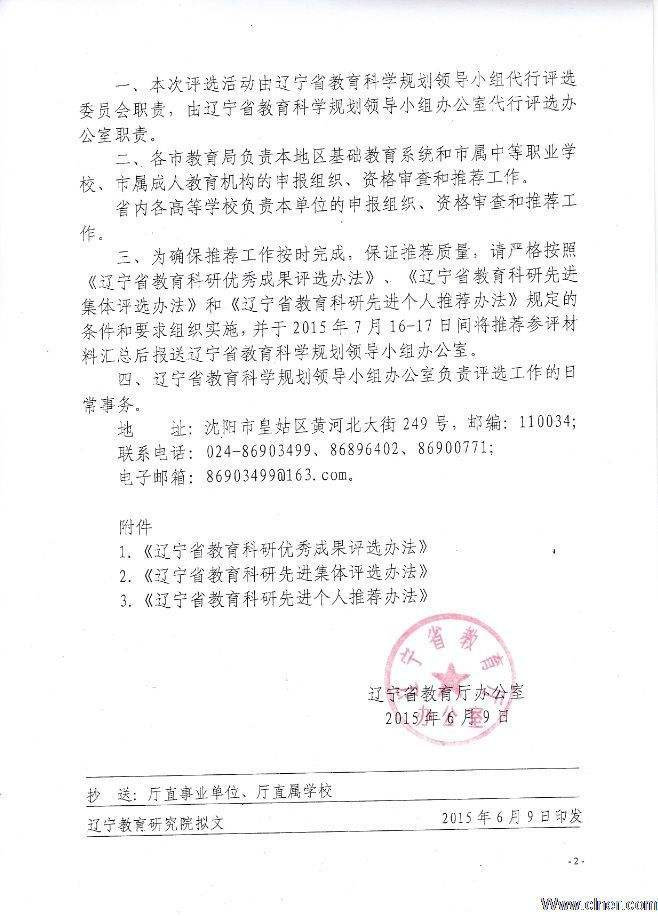 一、本次评选活动由辽宁省教育科学规划领导小组代行评选
委员会职责，由辽宁省教育科学规划领导小组办公室代行评选办
公室职责。
二、各市教育局负责本地区基础教育系统和市属中等职业学
校、市属成人教育机构的申报组织、资格审查和推荐工作。
省内各高等学校负责本单位的申报组织、资格审查和推荐工
作。
三、为确保推荐工作按时完成，保证推荐质量，请严格按照
《辽宁省教育科研优秀成果评选办法》、《辽宁省教育科研先进
集体评选办法》和《辽宁省教育科研先进个人推荐办法》规定的
条件和要求组织实施，并于 2015 年 7 月 16-17 日间将推荐参评材
料汇总后报送辽宁省教育科学规划领导小组办公室。
四、辽宁省教育科学规划领导小组办公室负责评选工作的日
常事务。
地 址：沈阳市皇姑区黄河北大街 249 号，邮编：110034;
联系电话：024-86903499、86896402、86900771;
电子邮箱：86903499@163.com。
附件
1.《辽宁省教育科研优秀成果评选办法》
2.《辽宁省教育科研先进集体评选办法》
3.《辽宁省教育科研先进个人推荐办法》
辽宁省教育厅
辽宁省教育厅办公室
2015 年 6 月 9 日
办公室
抄 送：厅直事业单位、厅直属学校
辽宁教育研究院拟文 2015 年 6 月 9 日印发
-2-
Www.clner.com